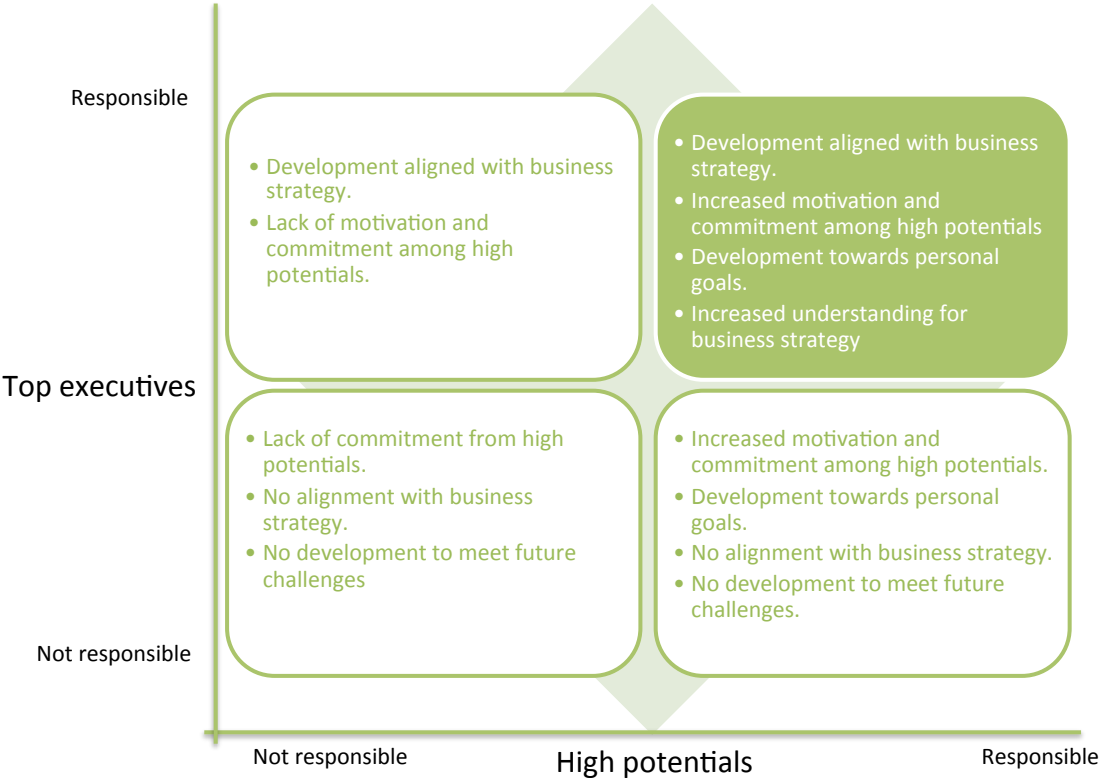 Responsible
• Development aligned with business
strategy.
• Lack of motivation and
commitment among high
potentials.
• Development aligned with business
strategy.
• Increased motivation and
commitment among high potentials
• Development towards personal
goals.
• Increased understanding for
business strategy
Top executives
• Lack of commitment from high
potentials.
• No alignment with business
strategy.
• No development to meet future
challenges
• Increased motivation and
commitment among high potentials.
• Development towards personal
goals.
• No alignment with business strategy.
• No development to meet future
challenges.
Not responsible
Not responsible
High potentials
Responsible